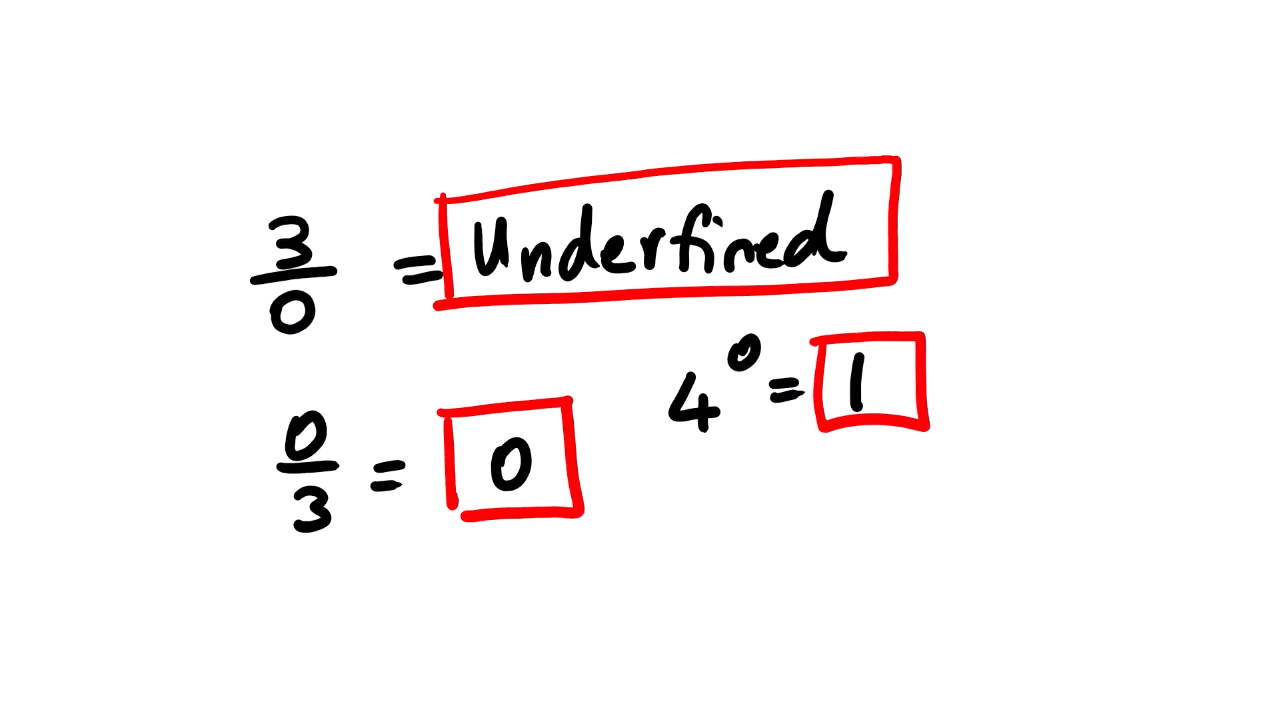 3/0 = Underfined
4^0 = 1
0/3 = 0